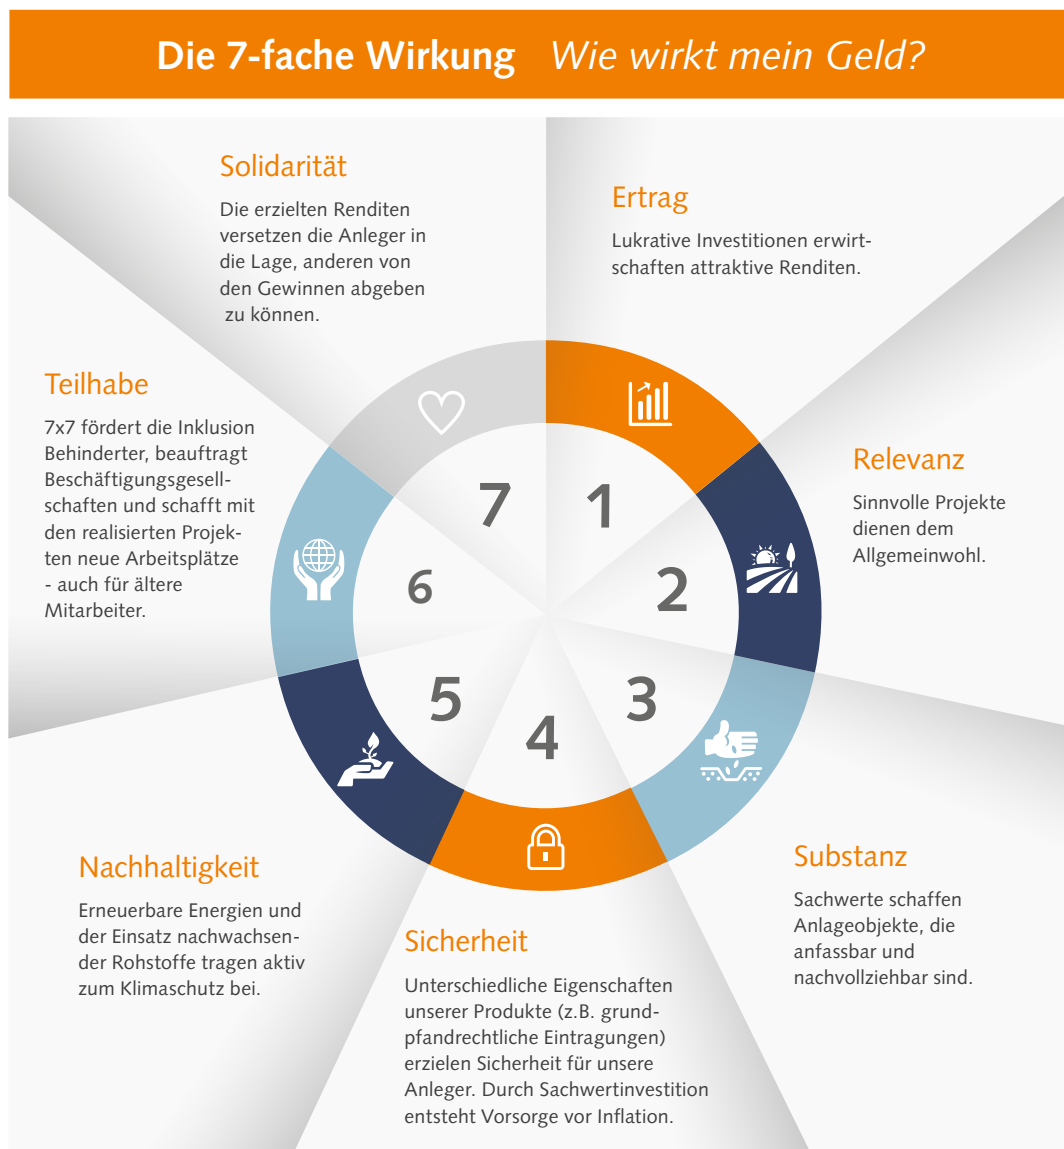 Die 7-fache Wirkung Wie wirkt mein Geld?
Ertrag
Lukrative Investitionen erwirt-
schaften attraktive Renditen.
Relevanz
Sinnvolle Projekte
dienen dem
Allgemeinwohl.
Substanz
Sachwerte schaffen
Anlageobjekte, die
anfassbar und
nachvollziehbar sind.
Sicherheit
Unterschiedliche Eigenschaften
unserer Produkte (z.B. grund-
pfandrechtliche Eintragungen)
erzielen Sicherheit für unsere
Anleger. Durch Sachwertinvestition
entsteht Vorsorge vor Inflation.
Nachhaltigkeit
Erneuerbare Energien und
der Einsatz nachwachsen-
der Rohstoffe tragen aktiv
zum Klimaschutz bei.
Teilhabe
7x7 fördert die Inklusion
Behinderter, beauftragt
Beschäftigungsgesell-
schaften und schafft mit
den realisierten Projek-
ten neue Arbeitsplätze
- auch für ältere
Mitarbeiter.
Solidarität
Die erzielten Renditen
versetzen die Anleger in
die Lage, anderen von
den Gewinnen abgeben
zu können.
1
2
3
4
5
6
7